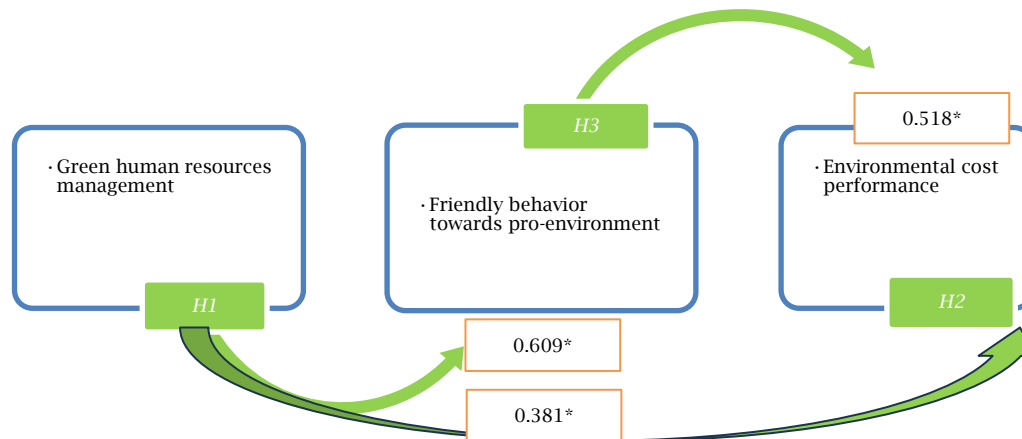 H3
0.518*
· Green human resources
management
· Environmental cost
performance
· Friendly behavior
towards pro-environment
H1
H2
0.609*
0.381*